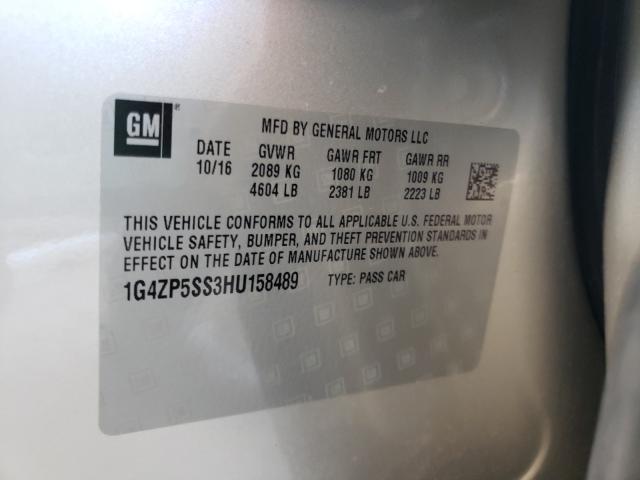 GM ®
MFD BY GENERAL MOTORS LLC
DATE GVWR GAWR FRT GAWR RR
10/16 2089 KG 1080 KG 1009 KG
4604 LB 2381 LB 2223 LB
THIS VEHICLE CONFORMS TO ALL APPLICABLE U.S. FEDERAL MOTOR
VEHICLE SAFETY, BUMPER, AND THEFT PREVENTION STANDARDS IN
EFFECT ON THE DATE OF MANUFACTURE SHOWN ABOVE.
1G4ZP5SS3HU158489 TYPE: PASS CAR